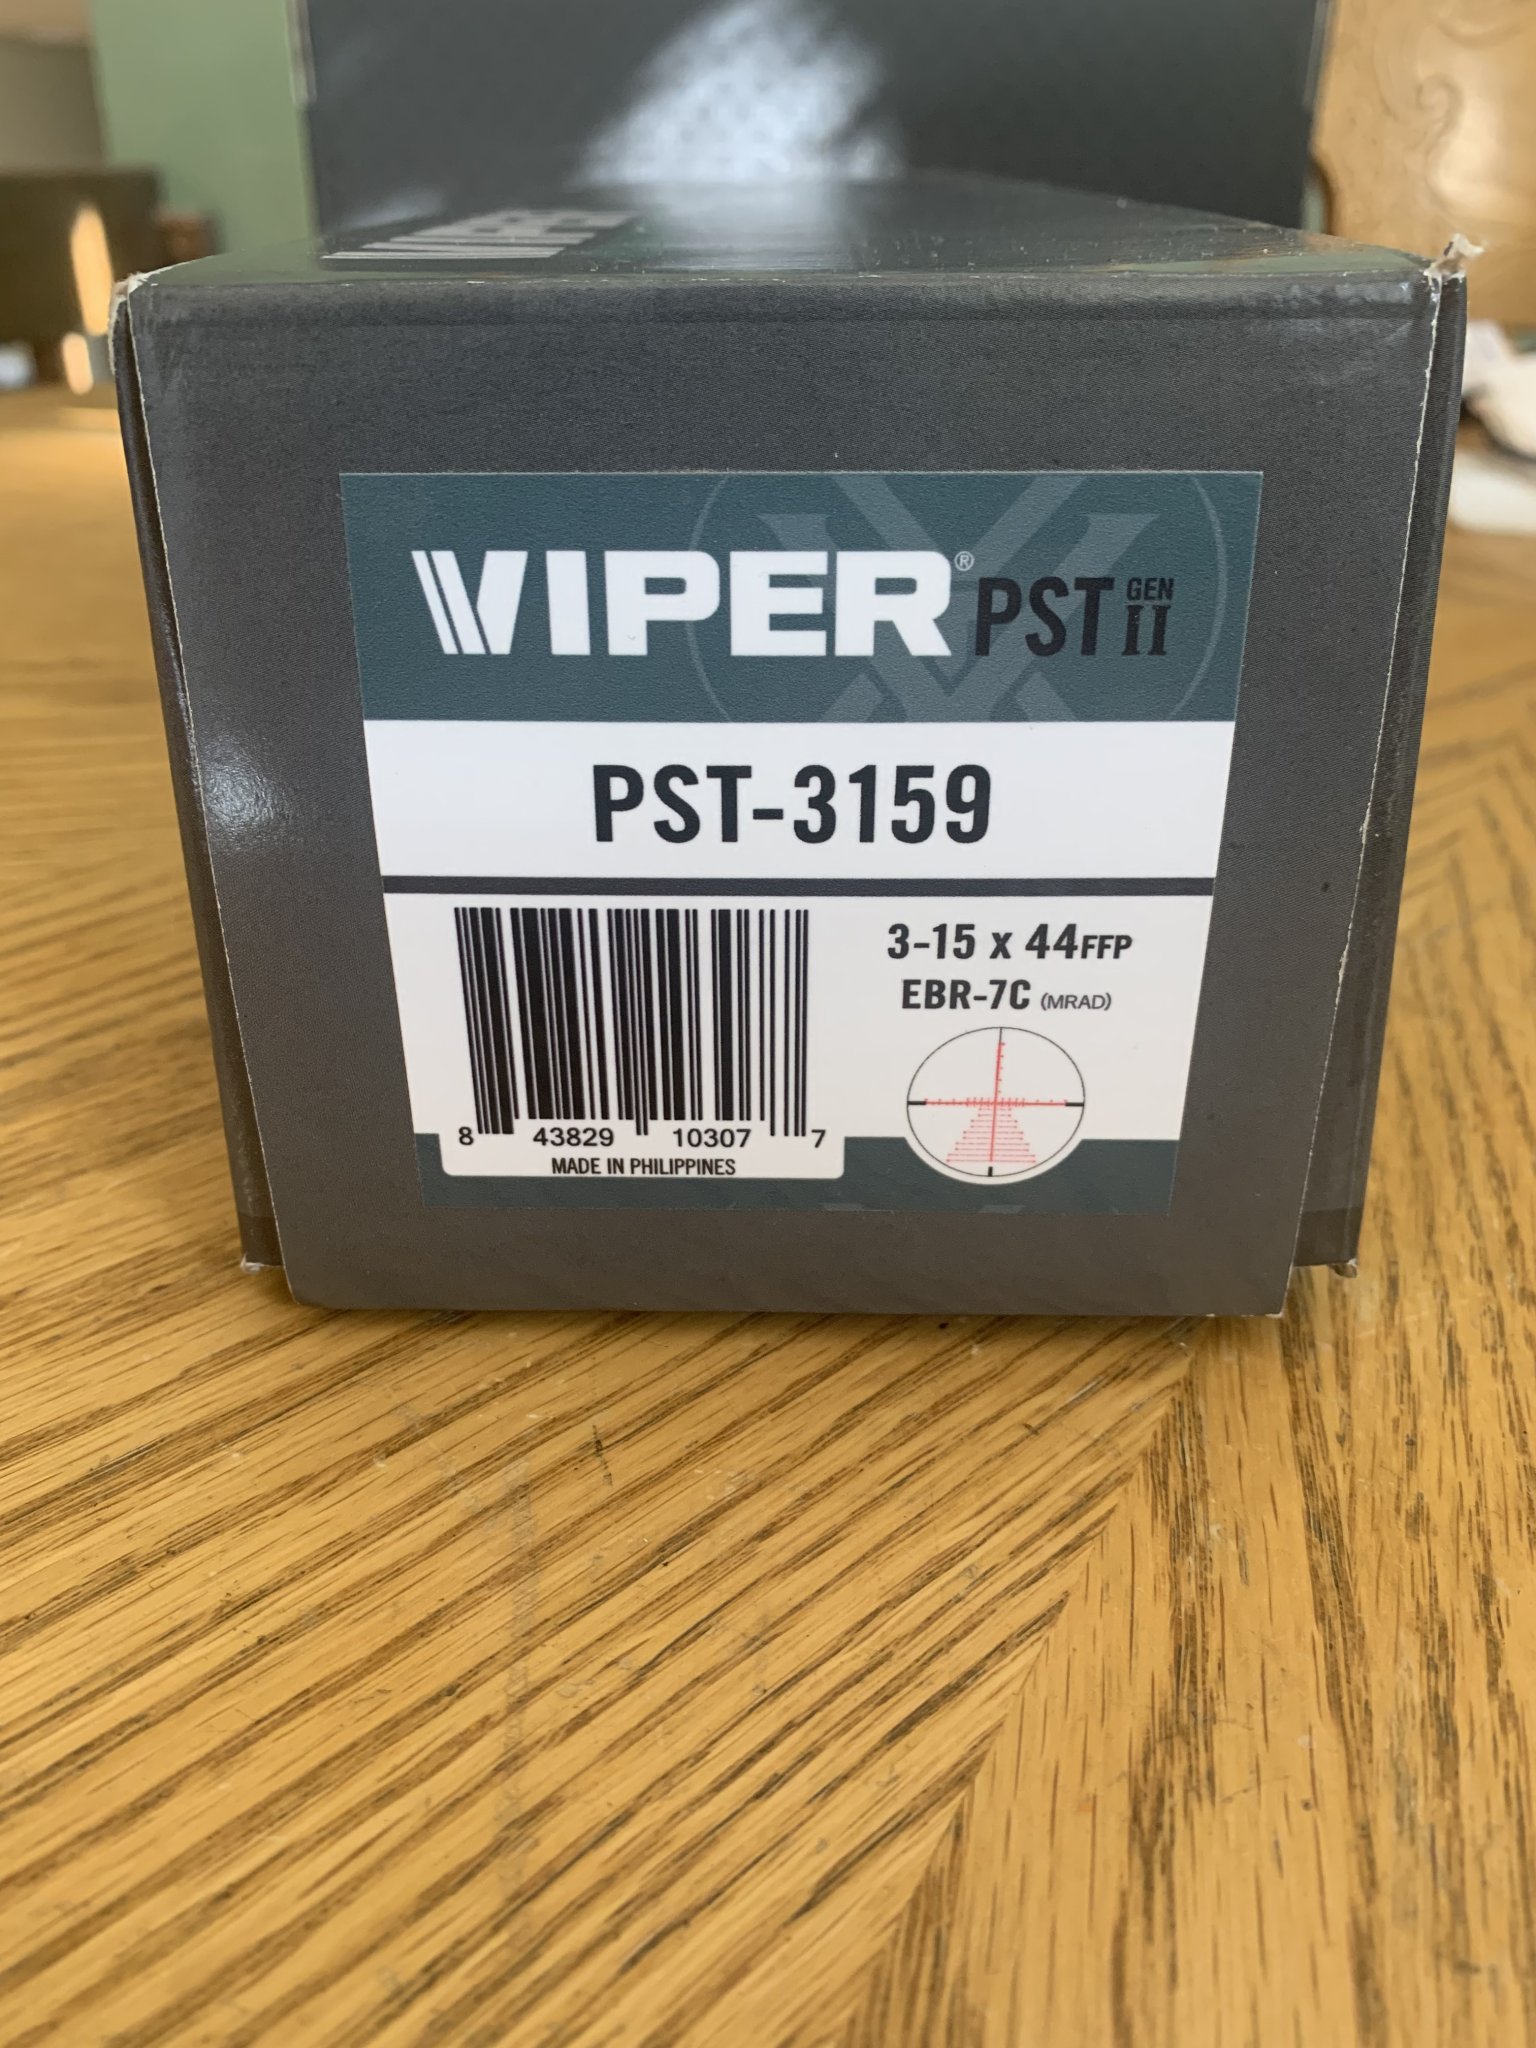 VIPER
VIPER® PST GEN II
PST-3159
3-15 x 44FFP
EBR-7C (MRAD)
8 43829 10307 7
MADE IN PHILIPPINES